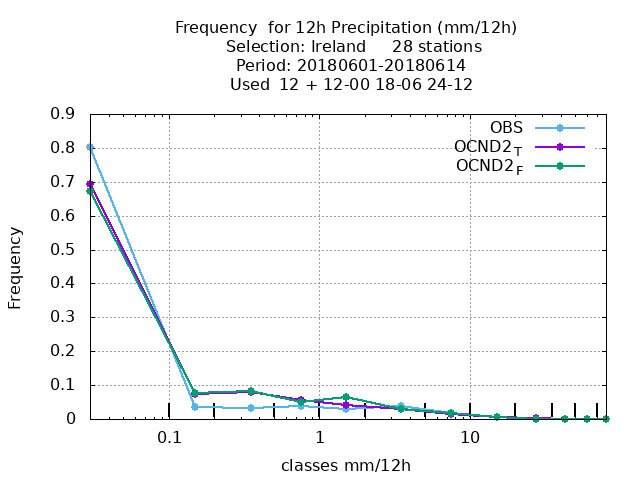 Frequency  for 12h Precipitation (mm/12h)
Selection: Ireland     28 stations
Period: 20180601-20180614
Used  12 + 12-00 18-06 24-12
0.9
0.8
0.7
0.6
0.5
0.4
0.3
0.2
0.1
0
Frequency
OBS
OCND2_T
OCND2_F
0.1 1 10
classes mm/12h